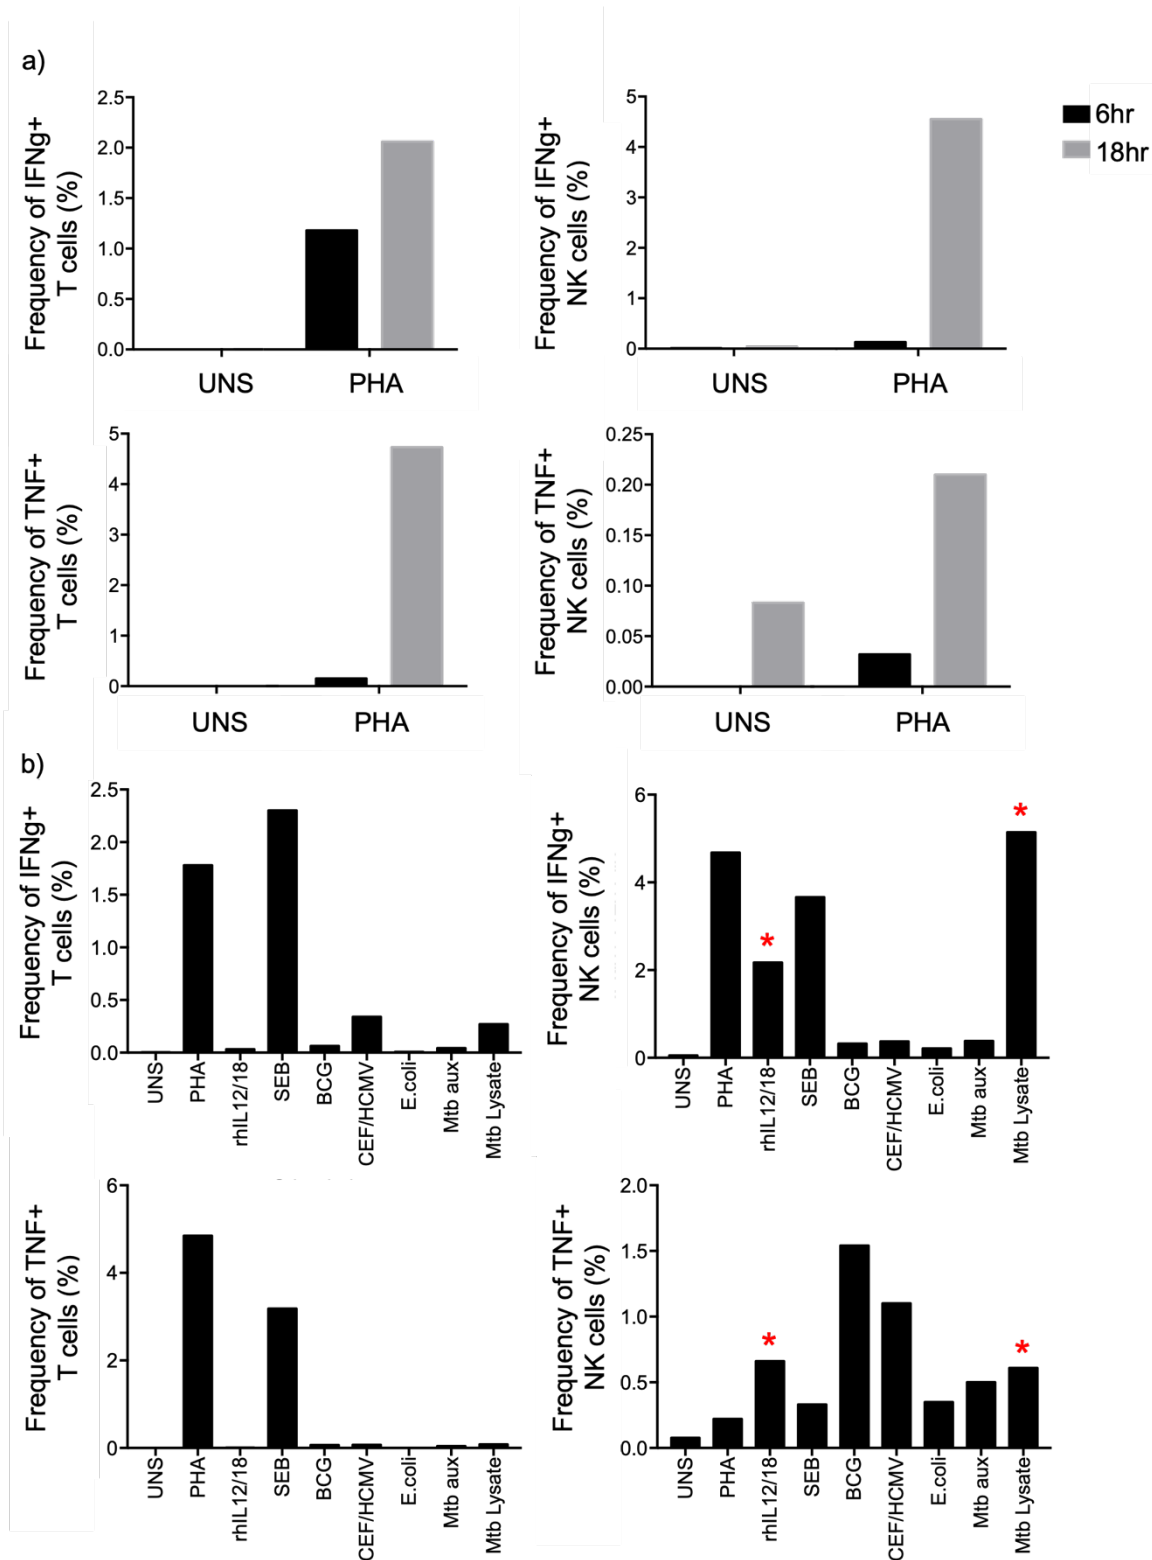 a)
6hr
18hr
Frequency of IFNg+
T cells (%)
2.5
2.0
1.5
1.0
0.5
0.0
UNS PHA
Frequency of IFNg+
NK cells (%)
5
4
3
2
1
0
UNS PHA
Frequency of TNF+
T cells (%)
5
4
3
2
1
0
UNS PHA
Frequency of TNF+
NK cells (%)
0.25
0.20
0.15
0.10
0.05
0.00
UNS PHA
b)
Frequency of IFNg+
T cells (%)
2.5
2.0
1.5
1.0
0.5
0.0
UNS
PHA
rhIL12/18
SEB
BCG
CEF/HCMV
E.coli
Mtb aux
Mtb Lysate
Frequency of IFNg+
NK cells (%)
6
4
2
0
*
*
UNS
PHA
rhIL12/18
SEB
BCG
CEF/HCMV
E.coli
Mtb aux
Mtb Lysate
Frequency of TNF+
T cells (%)
6
4
2
0
UNS
PHA
rhIL12/18
SEB
BCG
CEF/HCMV
E.coli
Mtb aux
Mtb Lysate
Frequency of TNF+
NK cells (%)
2.0
1.5
1.0
0.5
0.0
*
*
UNS
PHA
rhIL12/18
SEB
BCG
CEF/HCMV
E.coli
Mtb aux
Mtb Lysate